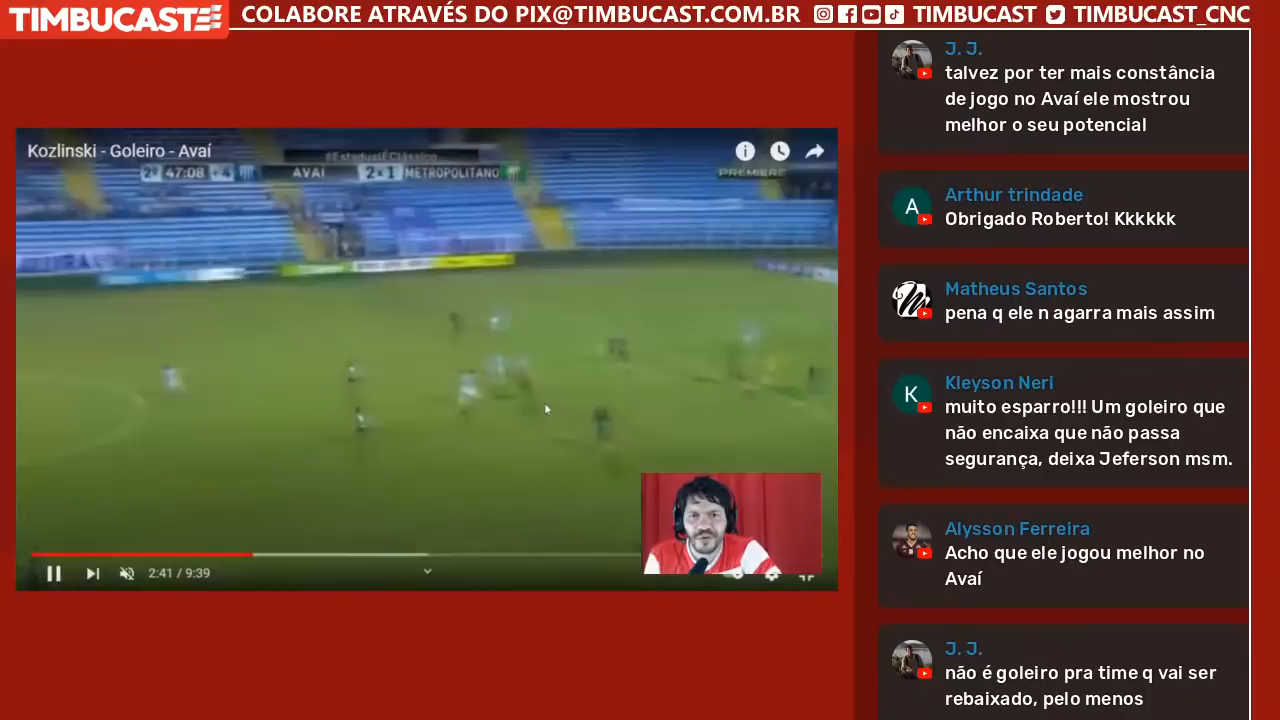 TIMBUCAST
COLABORE ATRAVÉS DO PIX@TIMBUCAST.COM.BR
TIMBUCAST
TIMBUCAST_CNC
Kozlinski - Goleiro - Avaí
#EstadualÉClássico
2º 47:08 +4 AVAÍ 2x1 METROPOLITANO
PREMIERE
2:41 / 9:39
J. J.
talvez por ter mais constância
de jogo no Avaí ele mostrou
melhor o seu potencial
A
Arthur trindade
Obrigado Roberto! Kkkkkk
Matheus Santos
pena q ele n agarra mais assim
K
Kleyson Neri
muito esparro!!! Um goleiro que
não encaixa que não passa
segurança, deixa Jeferson msm.
Alysson Ferreira
Acho que ele jogou melhor no
Avaí
J. J.
não é goleiro pra time q vai ser
rebaixado, pelo menos